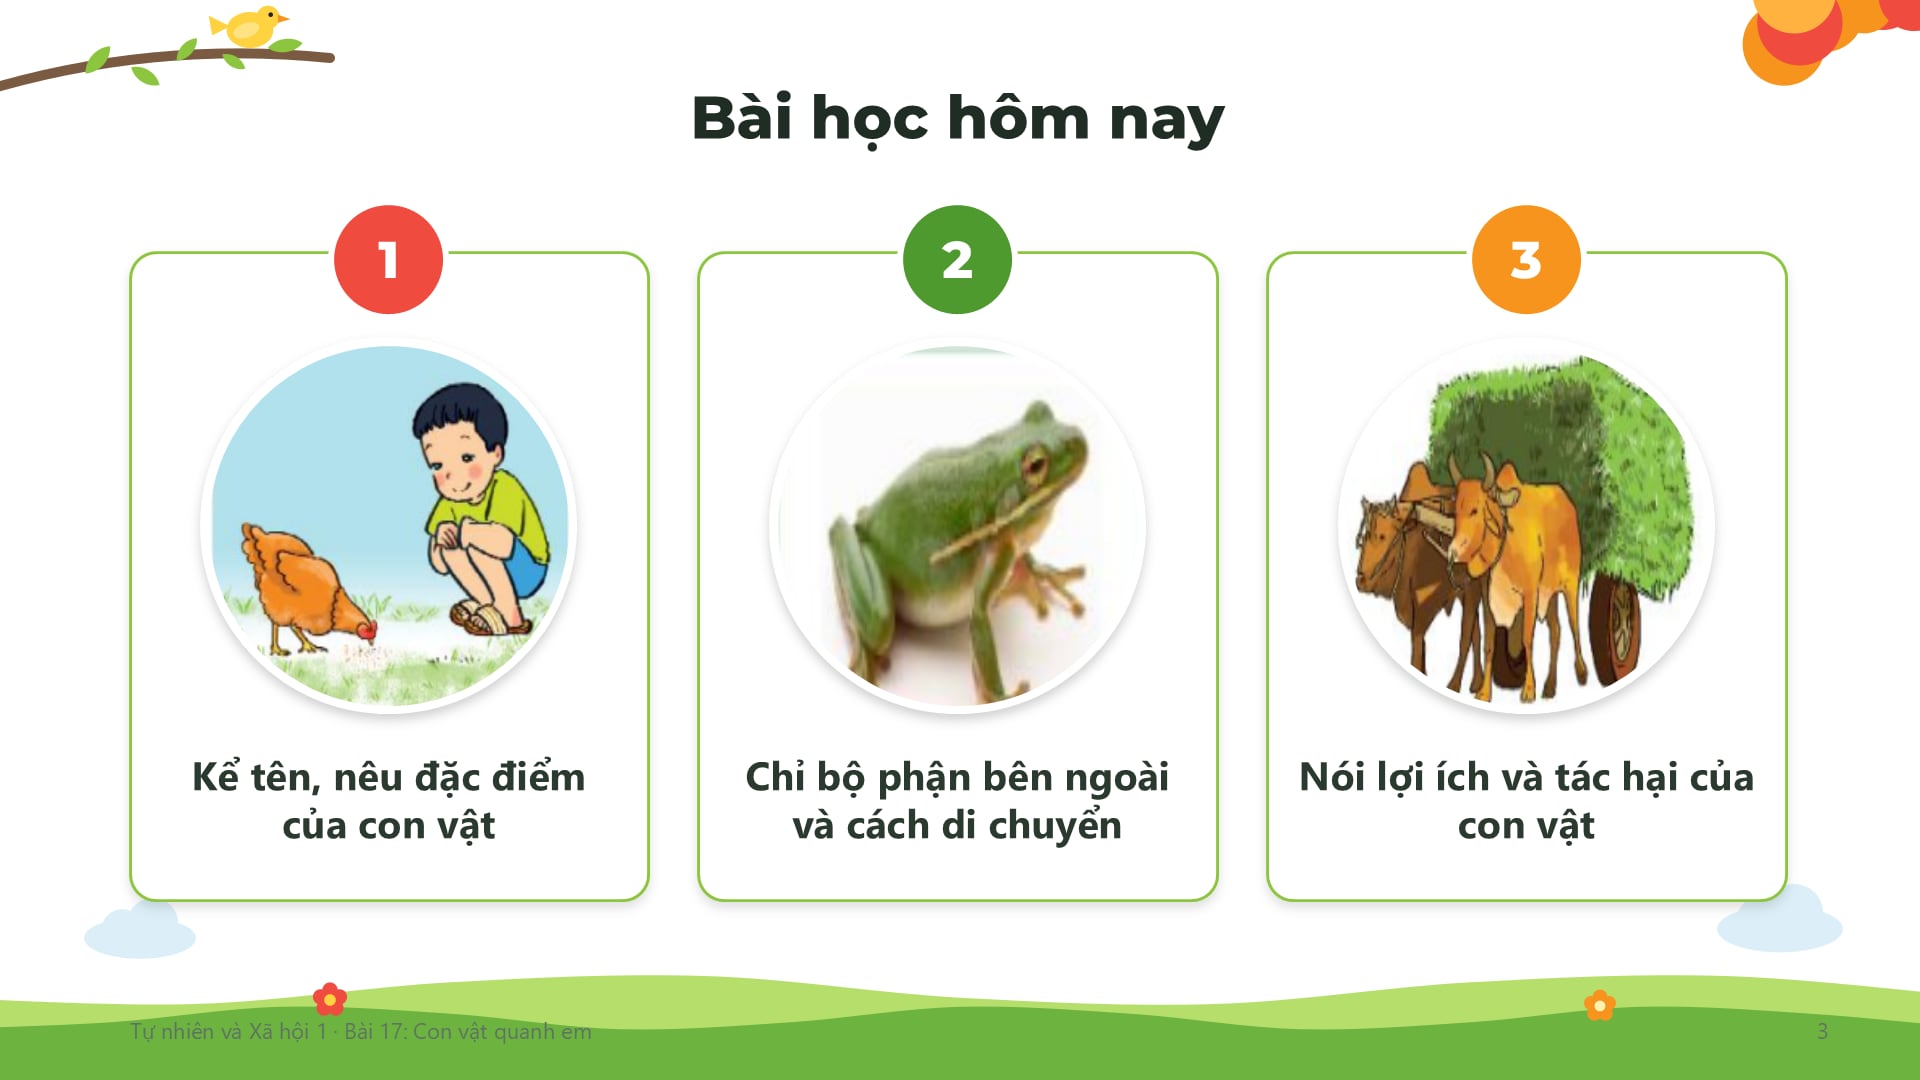 Bài học hôm nay
1
2
3
Kể tên, nêu đặc điểm
của con vật
Chỉ bộ phận bên ngoài
và cách di chuyển
Nói lợi ích và tác hại của
con vật
Tự nhiên và Xã hội 1 · Bài 17: Con vật quanh em
3